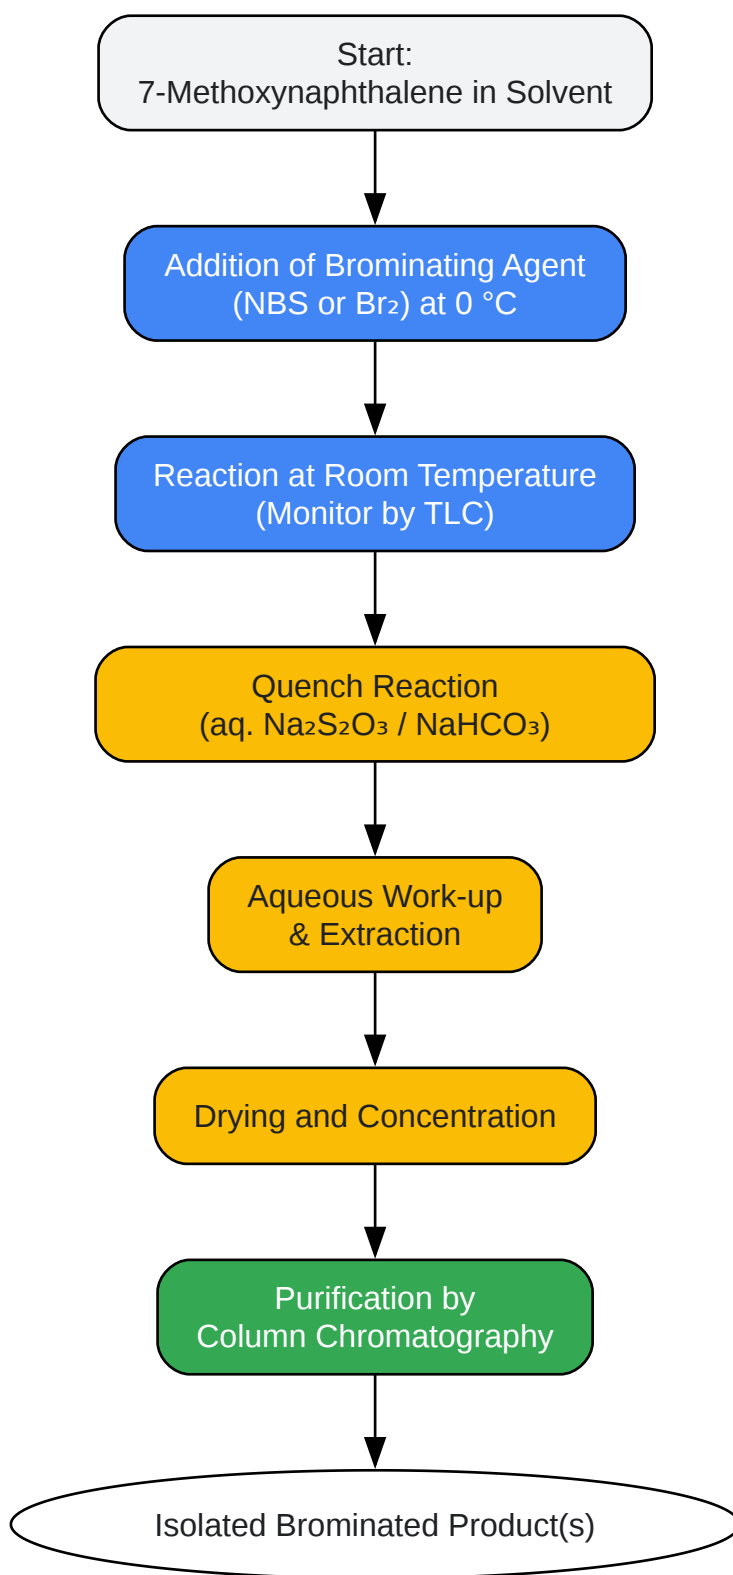 Start:
7-Methoxynaphthalene in Solvent
Addition of Brominating Agent
(NBS or Br₂) at 0 °C
Reaction at Room Temperature
(Monitor by TLC)
Quench Reaction
(aq. Na₂S₂O₃ / NaHCO₃)
Aqueous Work-up
& Extraction
Drying and Concentration
Purification by
Column Chromatography
Isolated Brominated Product(s)